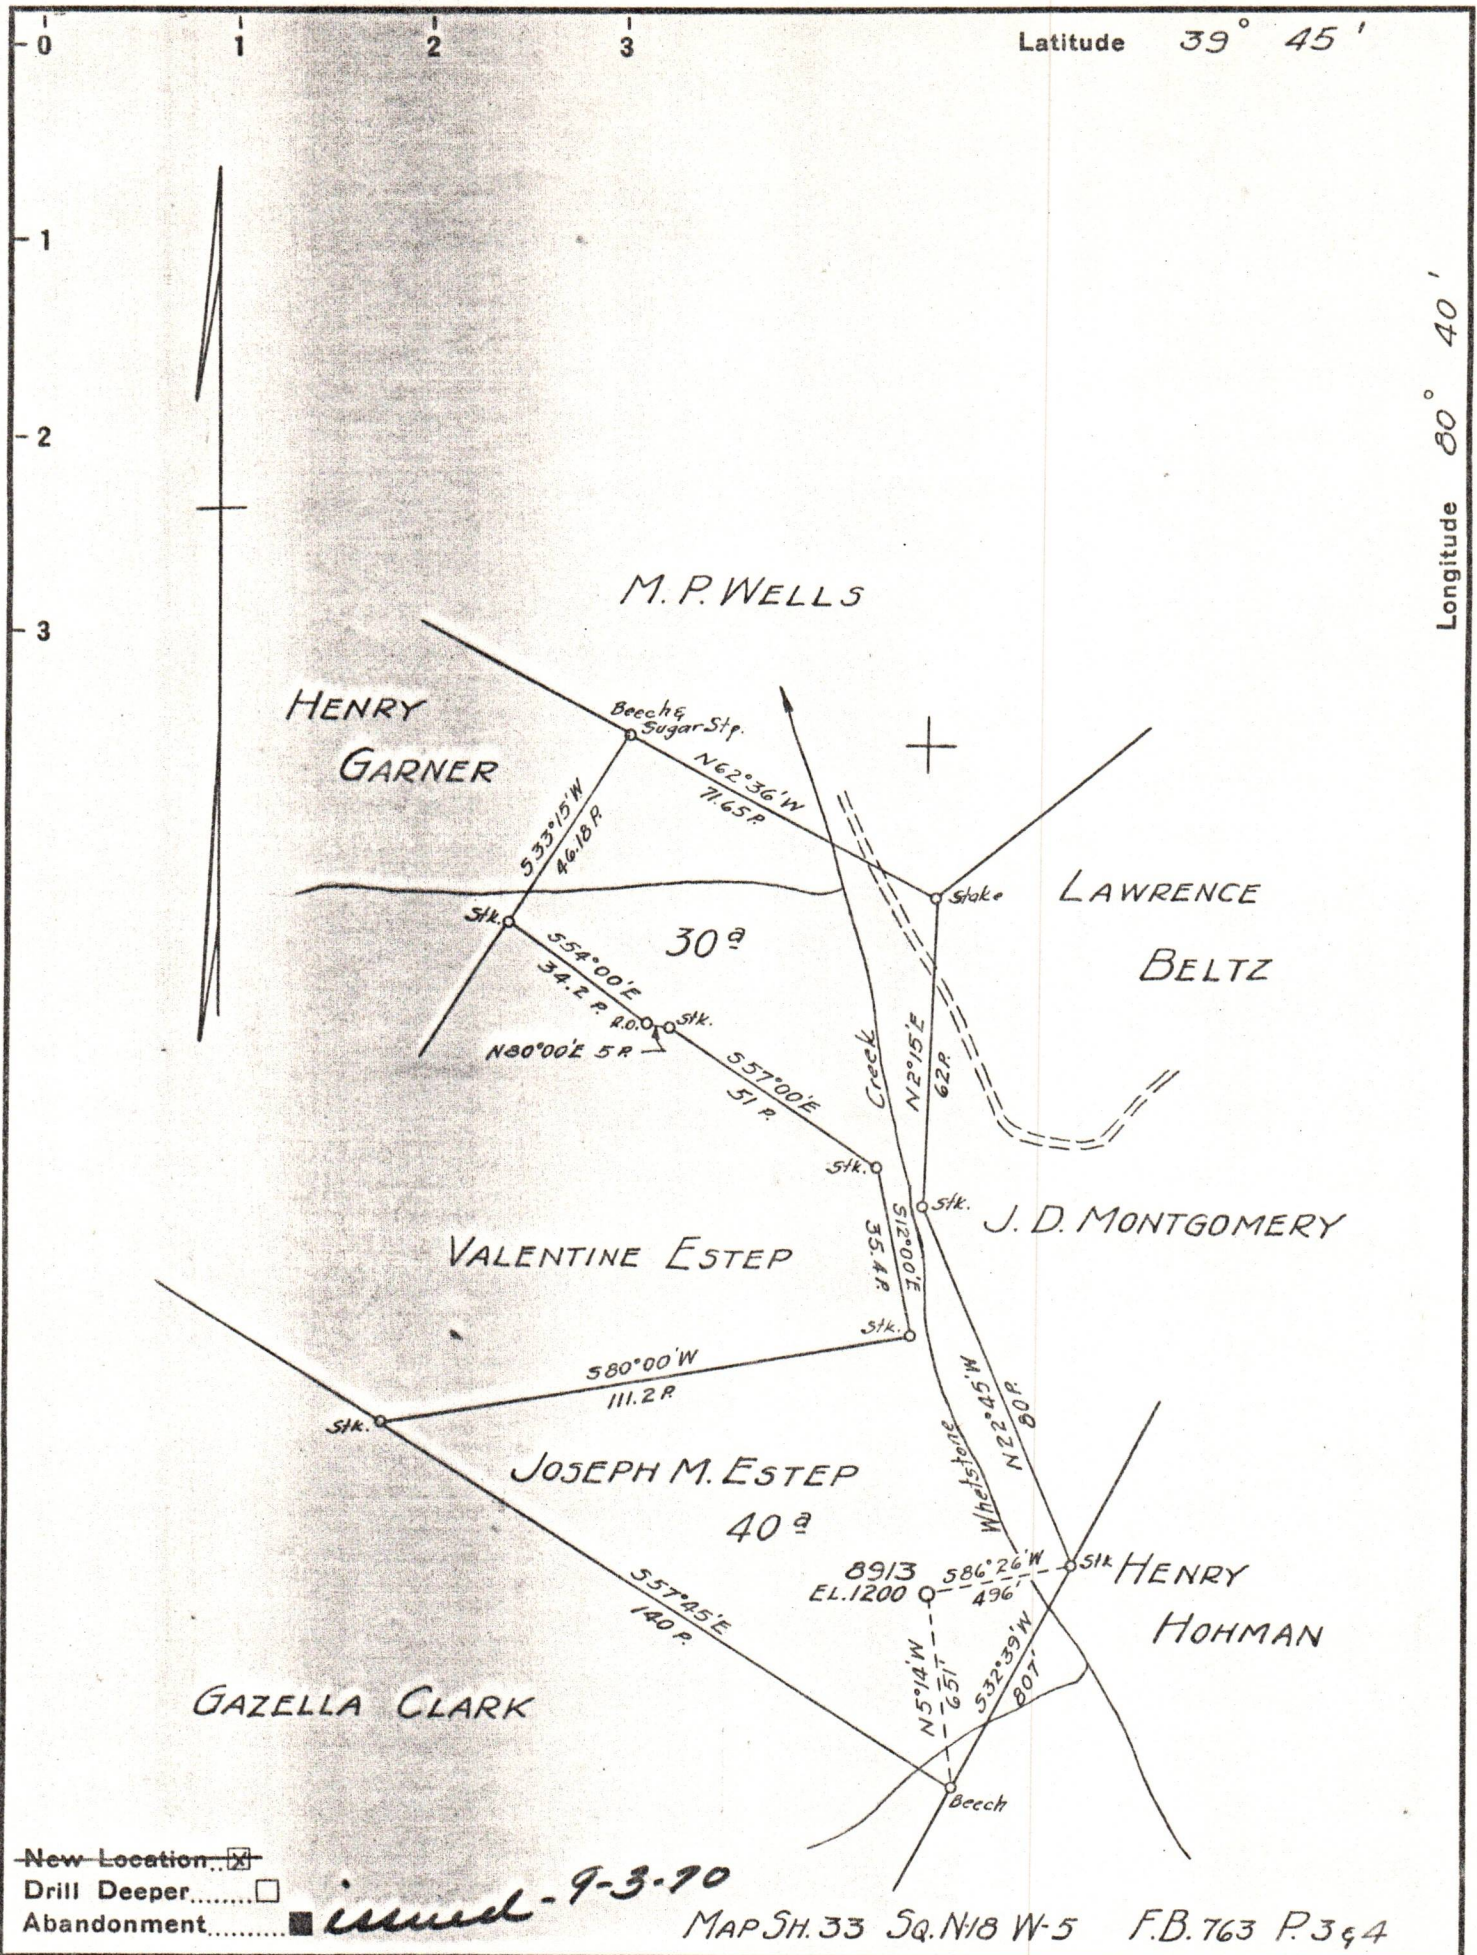 0 1 2 3 Latitude 39° 45'
1
2
3
Longitude 80° 40'
M. P. WELLS
HENRY
GARNER
Beech &
Sugar Stp.
N62°36'W
71.65 P.
S33°15'W
46.18 P.
Stake
LAWRENCE
BELTZ
Stk.
30 a
S54°00'E
34.2 P.
R.O.
Stk.
N80°00'E 5 P.
S57°00'E
51 P.
Creek
N2°15'E
62 P.
Stk.
Stk.
J. D. MONTGOMERY
S12°00'E
35.4 P.
VALENTINE ESTEP
Stk.
S80°00'W
111.2 P.
Stk.
N22°45'W
80 P.
Whetstone
JOSEPH M. ESTEP
40 a
8913
EL. 1200
S86°26'W
496'
Stk
HENRY
HOHMAN
S57°45'E
140 P.
N5°14'W
651'
S32°39'W
807'
GAZELLA CLARK
Beech
New Location.. X
Drill Deeper........
Abandonment.......... issued - 9-3-70
MAP SH. 33 SQ. N-18 W-5 F.B. 763 P. 3 & 4